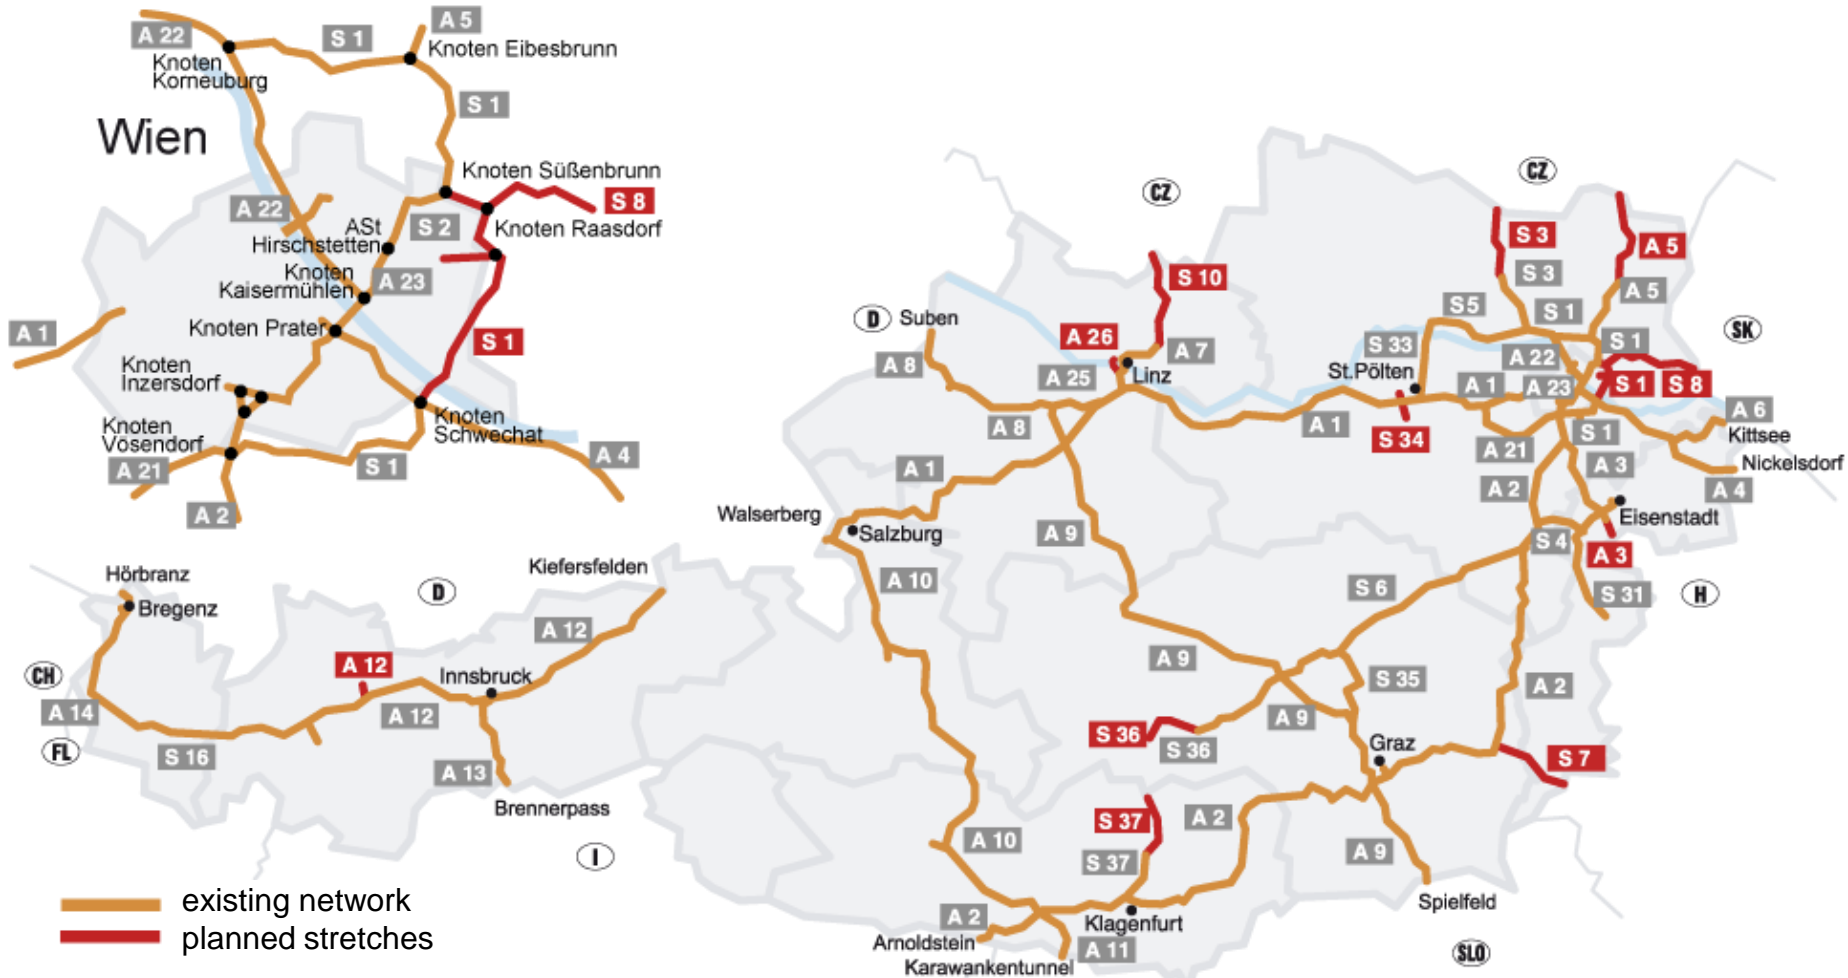 A 22
S 1
A 5
Knoten Eibesbrunn
Knoten
Korneuburg
S 1
Wien
Knoten Süßenbrunn
S 8
A 22
S 2
Knoten Raasdorf
ASt
Hirschstetten
Knoten
Kaisermühlen
A 23
A 1
Knoten Prater
S 1
Knoten
Inzersdorf
Knoten
Schwechat
Knoten
Vösendorf
A 21
S 1
A 4
A 2
Hörbranz
Bregenz
D
Kiefersfelden
A 12
CH
A 12
Innsbruck
A 14
A 12
FL
S 16
A 13
Brennerpass
I
existing network
planned stretches
CZ
CZ
S 3
A 5
S 10
S 3
A 5
D
Suben
S5
S 1
SK
A 26
A 7
S 33
S 1
A 8
A 25
Linz
St.Pölten
A 22
A 1
A 23
S 1
S 8
A 8
A 1
S 34
A 6
Kittsee
A 21
S 1
A 1
A 3
Nickelsdorf
A 2
A 4
Walserberg
Salzburg
A 9
Eisenstadt
S 4
A 3
A 10
S 6
S 31
H
A 9
S 35
A 2
S 36
S 36
A 9
Graz
S 7
S 37
A 2
A 10
S 37
A 9
A 2
Klagenfurt
Spielfeld
Arnoldstein
A 11
Karawankentunnel
SLO